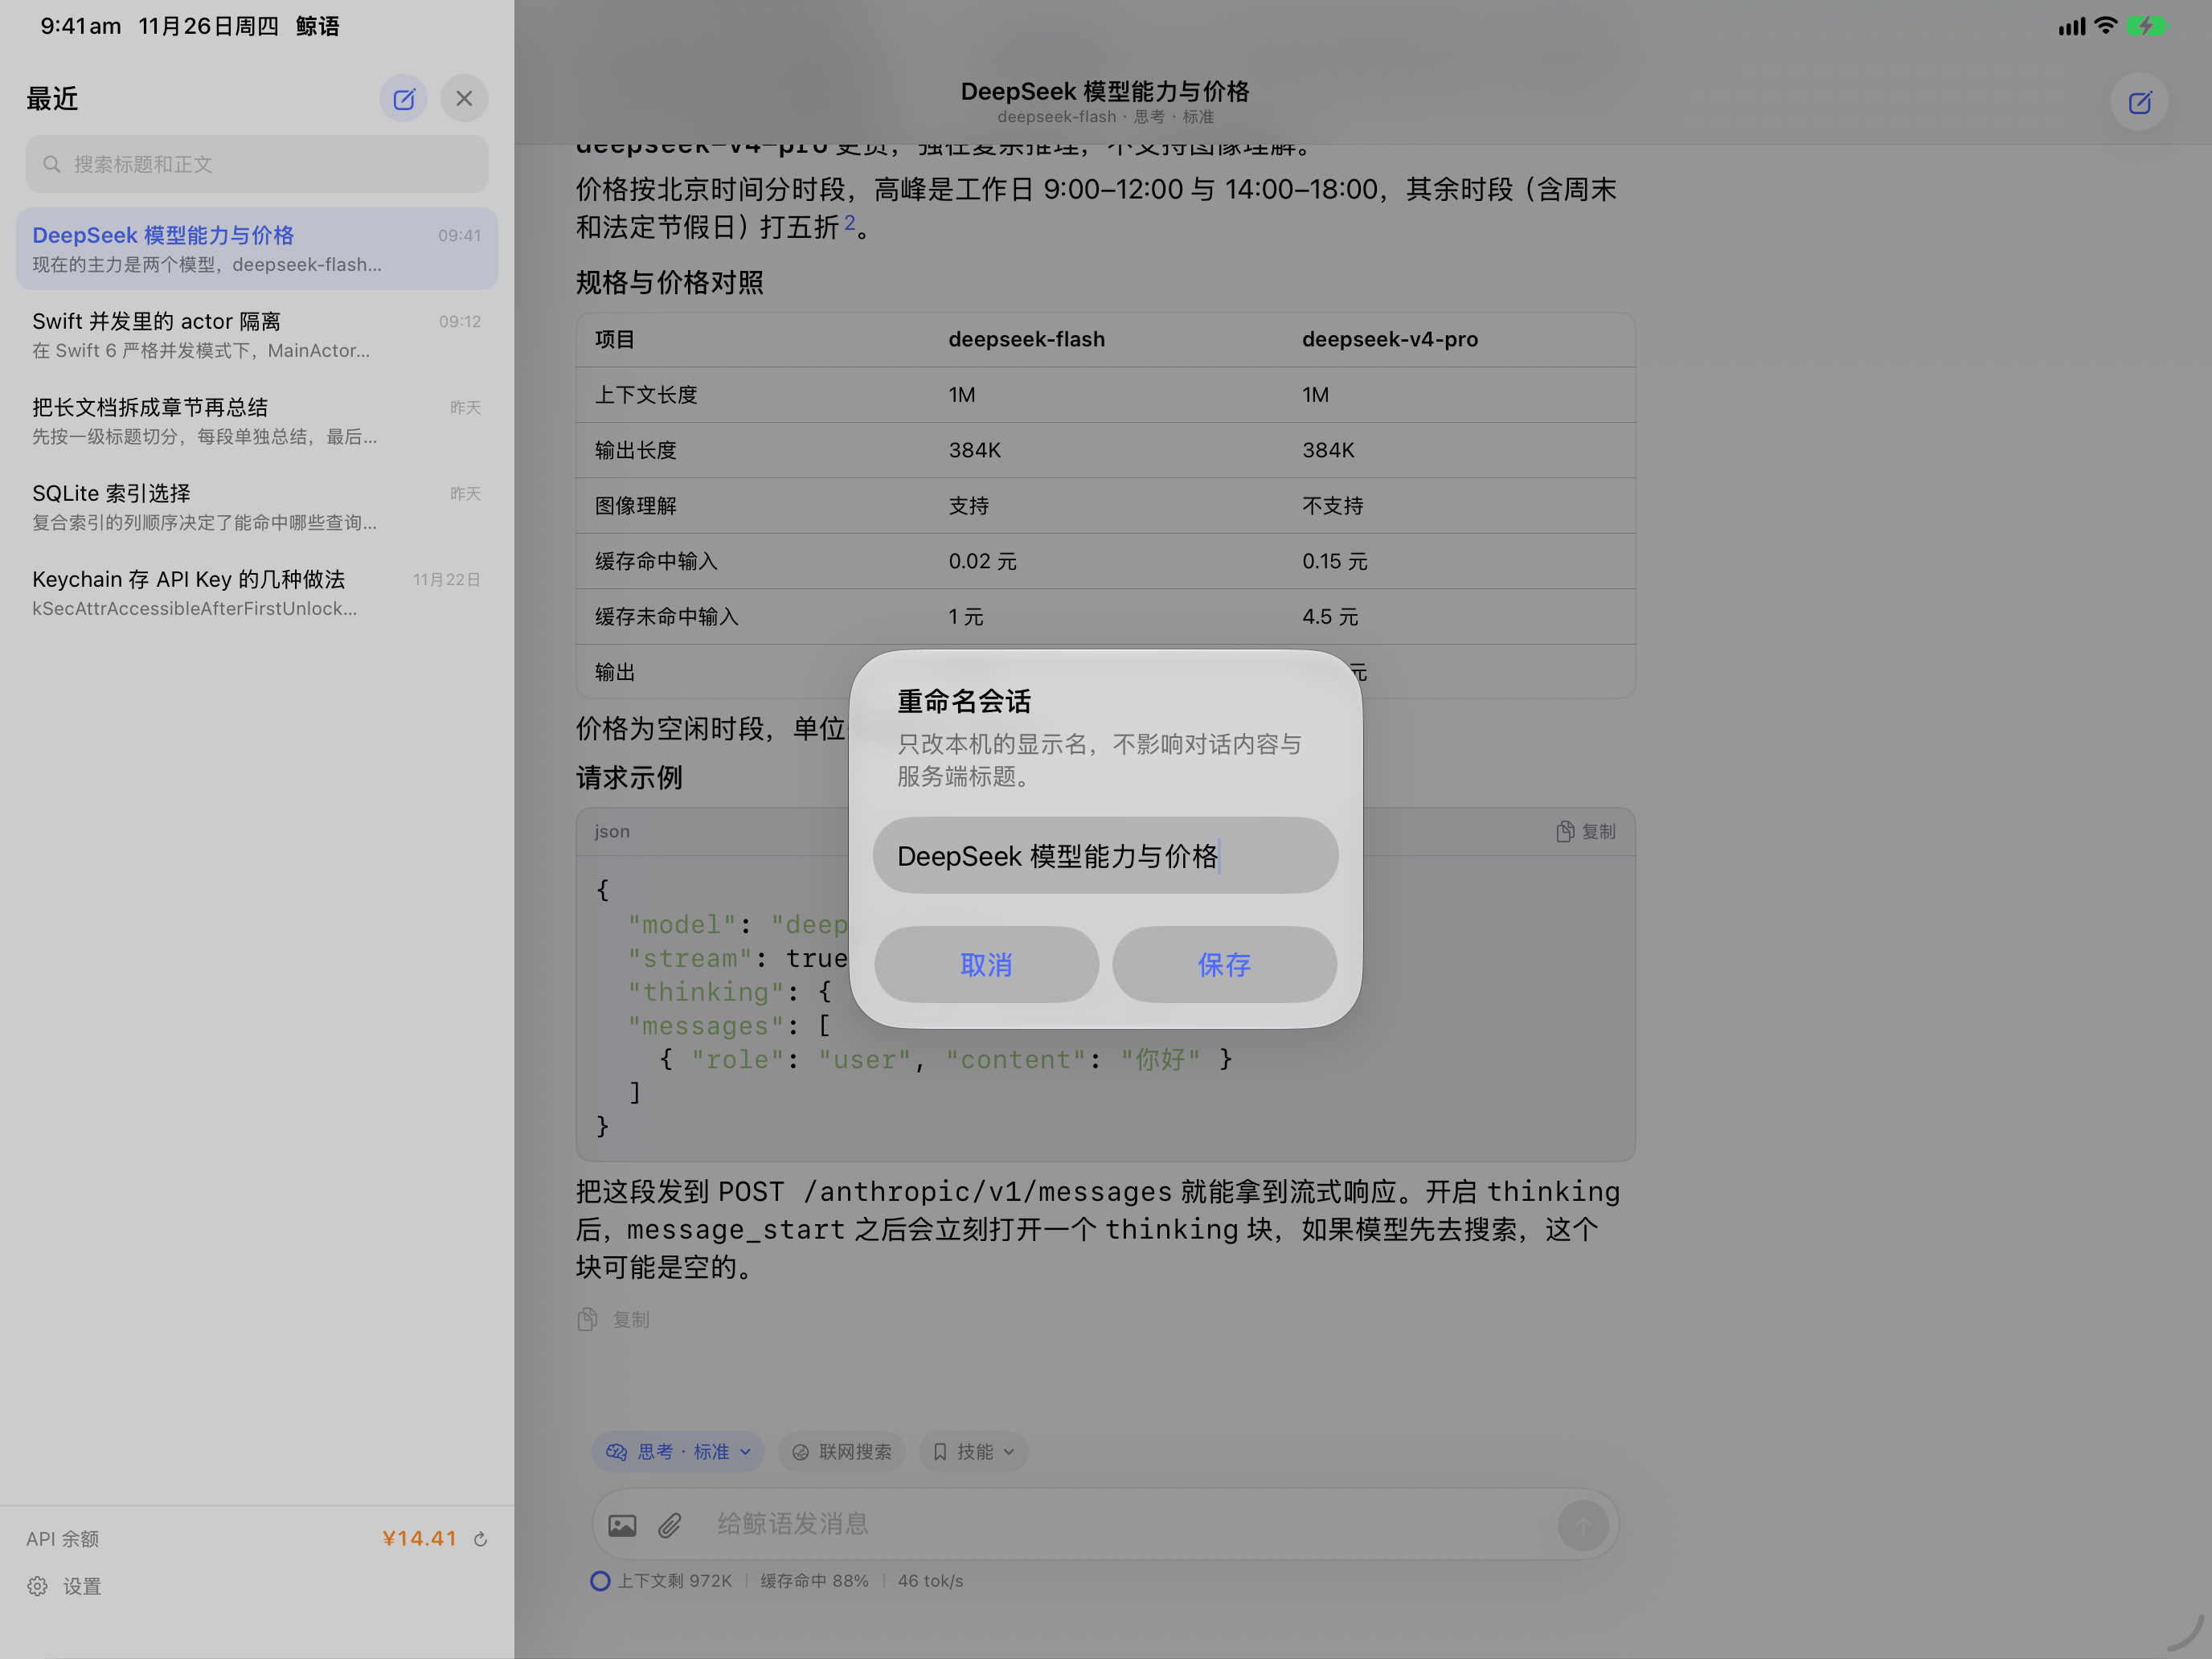 9:41am 11月26日周四 鲸语
最近
搜索标题和正文
DeepSeek 模型能力与价格 09:41
现在的主力是两个模型，deepseek-flash...
Swift 并发里的 actor 隔离 09:12
在 Swift 6 严格并发模式下，MainActor...
把长文档拆成章节再总结 昨天
先按一级标题切分，每段单独总结，最后...
SQLite 索引选择 昨天
复合索引的列顺序决定了能命中哪些查询...
Keychain 存 API Key 的几种做法 11月22日
kSecAttrAccessibleAfterFirstUnlock...
API 余额 ¥14.41
设置
DeepSeek 模型能力与价格
deepseek-flash · 思考 · 标准
deepseek-v4-pro 更贵，强在复杂推理，不支持图像理解。
价格按北京时间分时段，高峰是工作日 9:00–12:00 与 14:00–18:00，其余时段（含周末
和法定节假日）打五折 2。
规格与价格对照
项目 deepseek-flash deepseek-v4-pro
上下文长度 1M 1M
输出长度 384K 384K
图像理解 支持 不支持
缓存命中输入 0.02 元 0.15 元
缓存未命中输入 1 元 4.5 元
输出 元
价格为空闲时段，单位
请求示例
json 复制
{
"model": "deep
"stream": true
"thinking": {
"messages": [
{ "role": "user", "content": "你好" }
]
}
把这段发到 POST /anthropic/v1/messages 就能拿到流式响应。开启 thinking
后，message_start 之后会立刻打开一个 thinking 块，如果模型先去搜索，这个
块可能是空的。
复制
重命名会话
只改本机的显示名，不影响对话内容与
服务端标题。
DeepSeek 模型能力与价格
取消 保存
思考 · 标准 联网搜索 技能
给鲸语发消息
上下文剩 972K 缓存命中 88% 46 tok/s